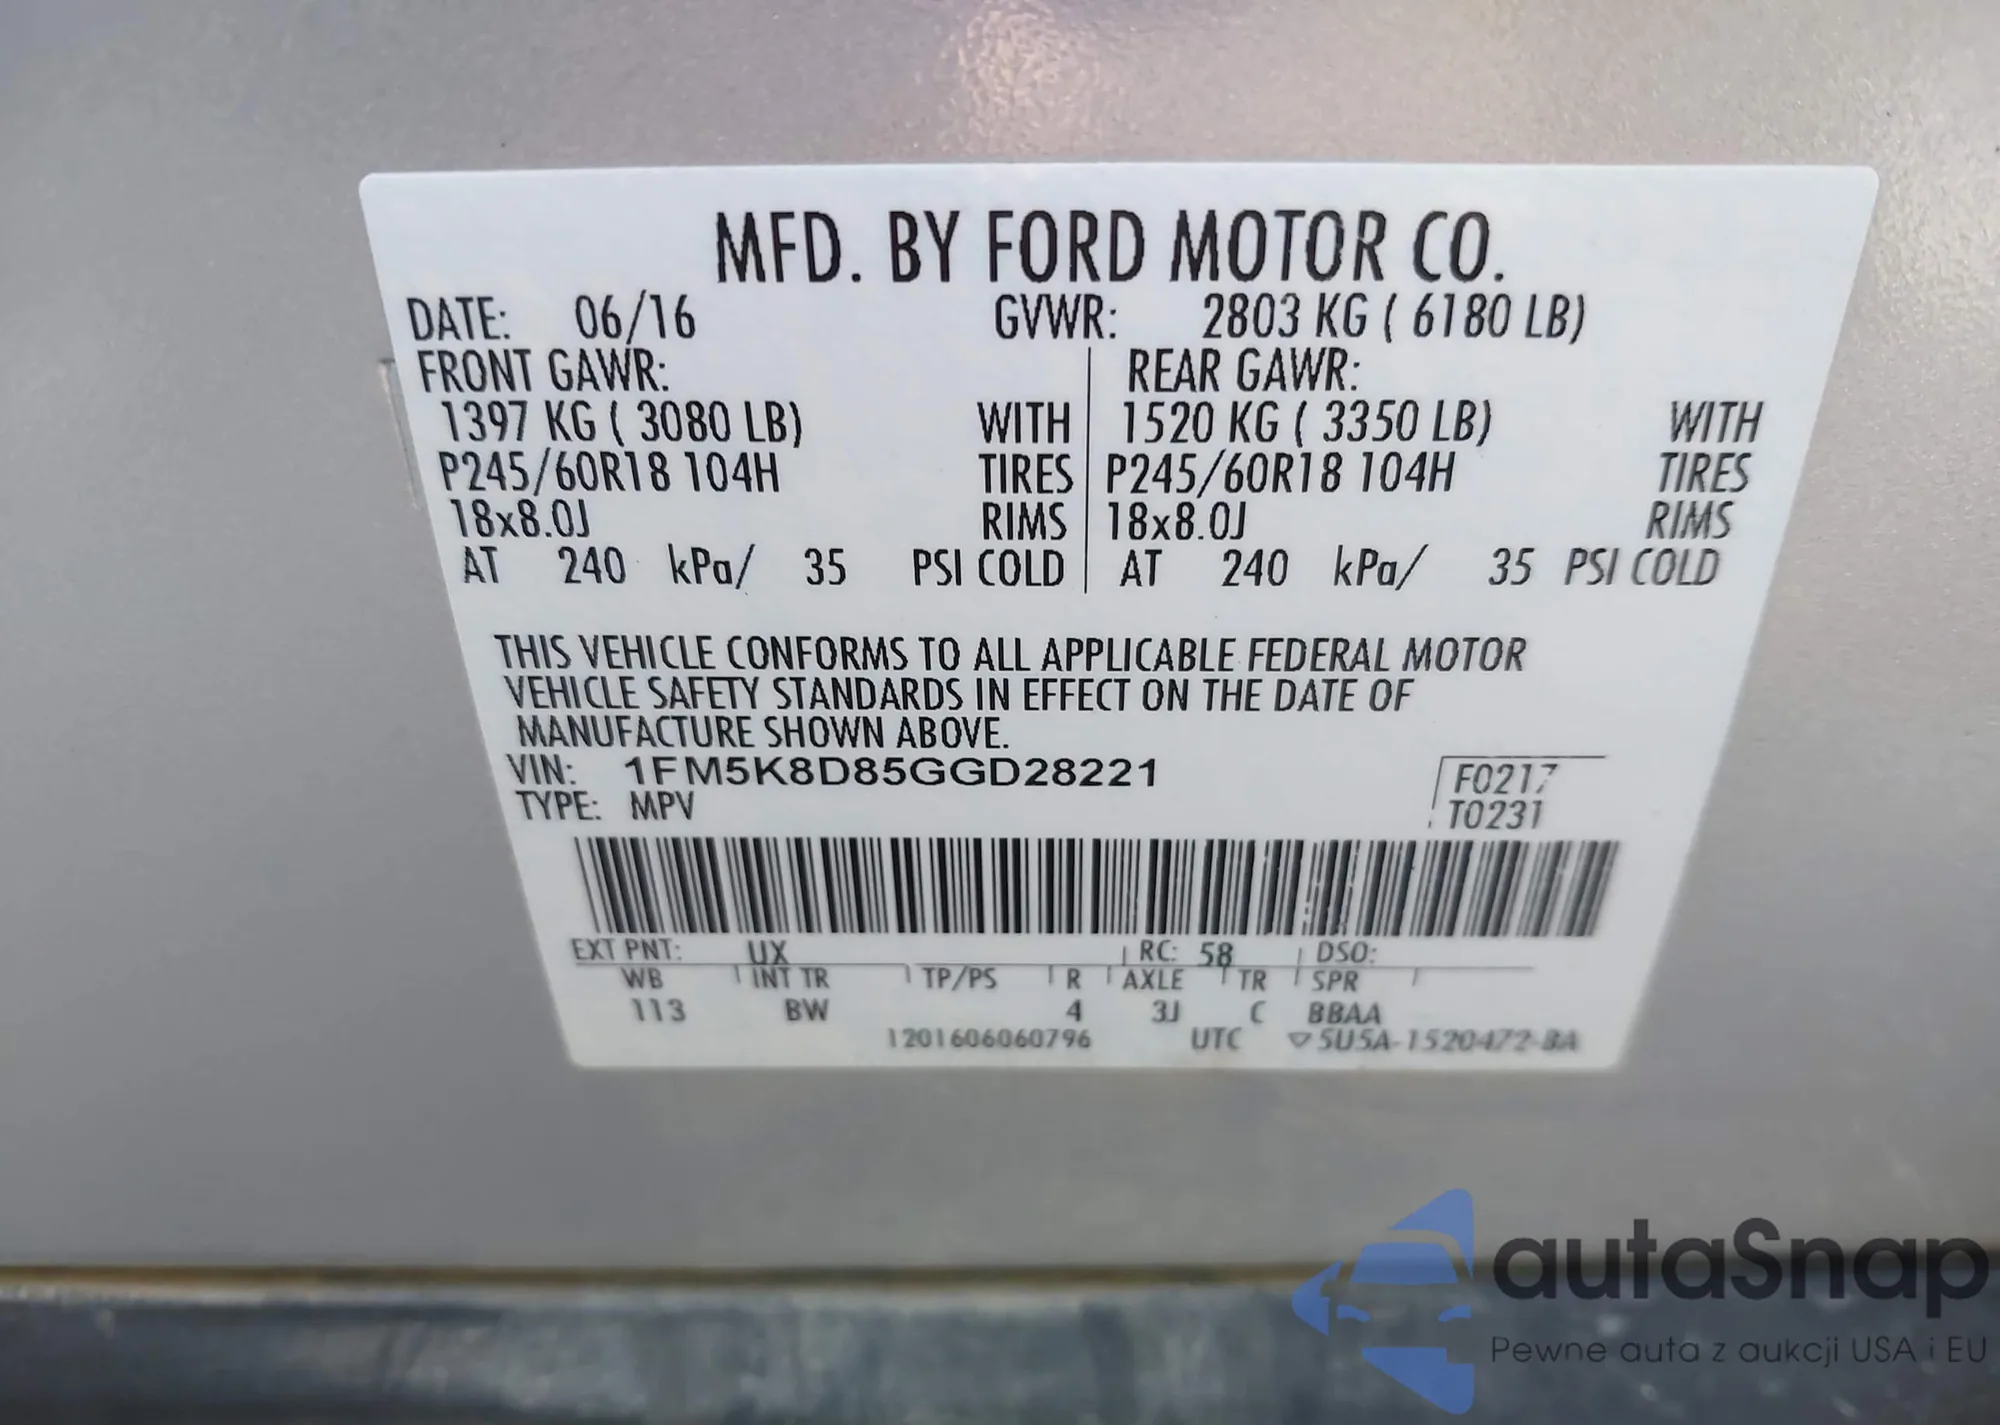 MFD. BY FORD MOTOR CO.
DATE: 06/16 GVWR: 2803 KG ( 6180 LB)
FRONT GAWR: REAR GAWR:
1397 KG ( 3080 LB) WITH 1520 KG ( 3350 LB) WITH
P245/60R18 104H TIRES P245/60R18 104H TIRES
18x8.0J RIMS 18x8.0J RIMS
AT 240 kPa/ 35 PSI COLD AT 240 kPa/ 35 PSI COLD
THIS VEHICLE CONFORMS TO ALL APPLICABLE FEDERAL MOTOR
VEHICLE SAFETY STANDARDS IN EFFECT ON THE DATE OF
MANUFACTURE SHOWN ABOVE.
VIN: 1FM5K8D85GGD28221 F0217
TYPE: MPV T0231
EXT PNT: UX RC: 58 DSO:
WB INT TR TP/PS R AXLE TR SPR
113 BW 4 3J C BBAA
1201606060796 UTC ▽5U5A-1520472-BA
autaSnap
Pewne auta z aukcji USA i EU